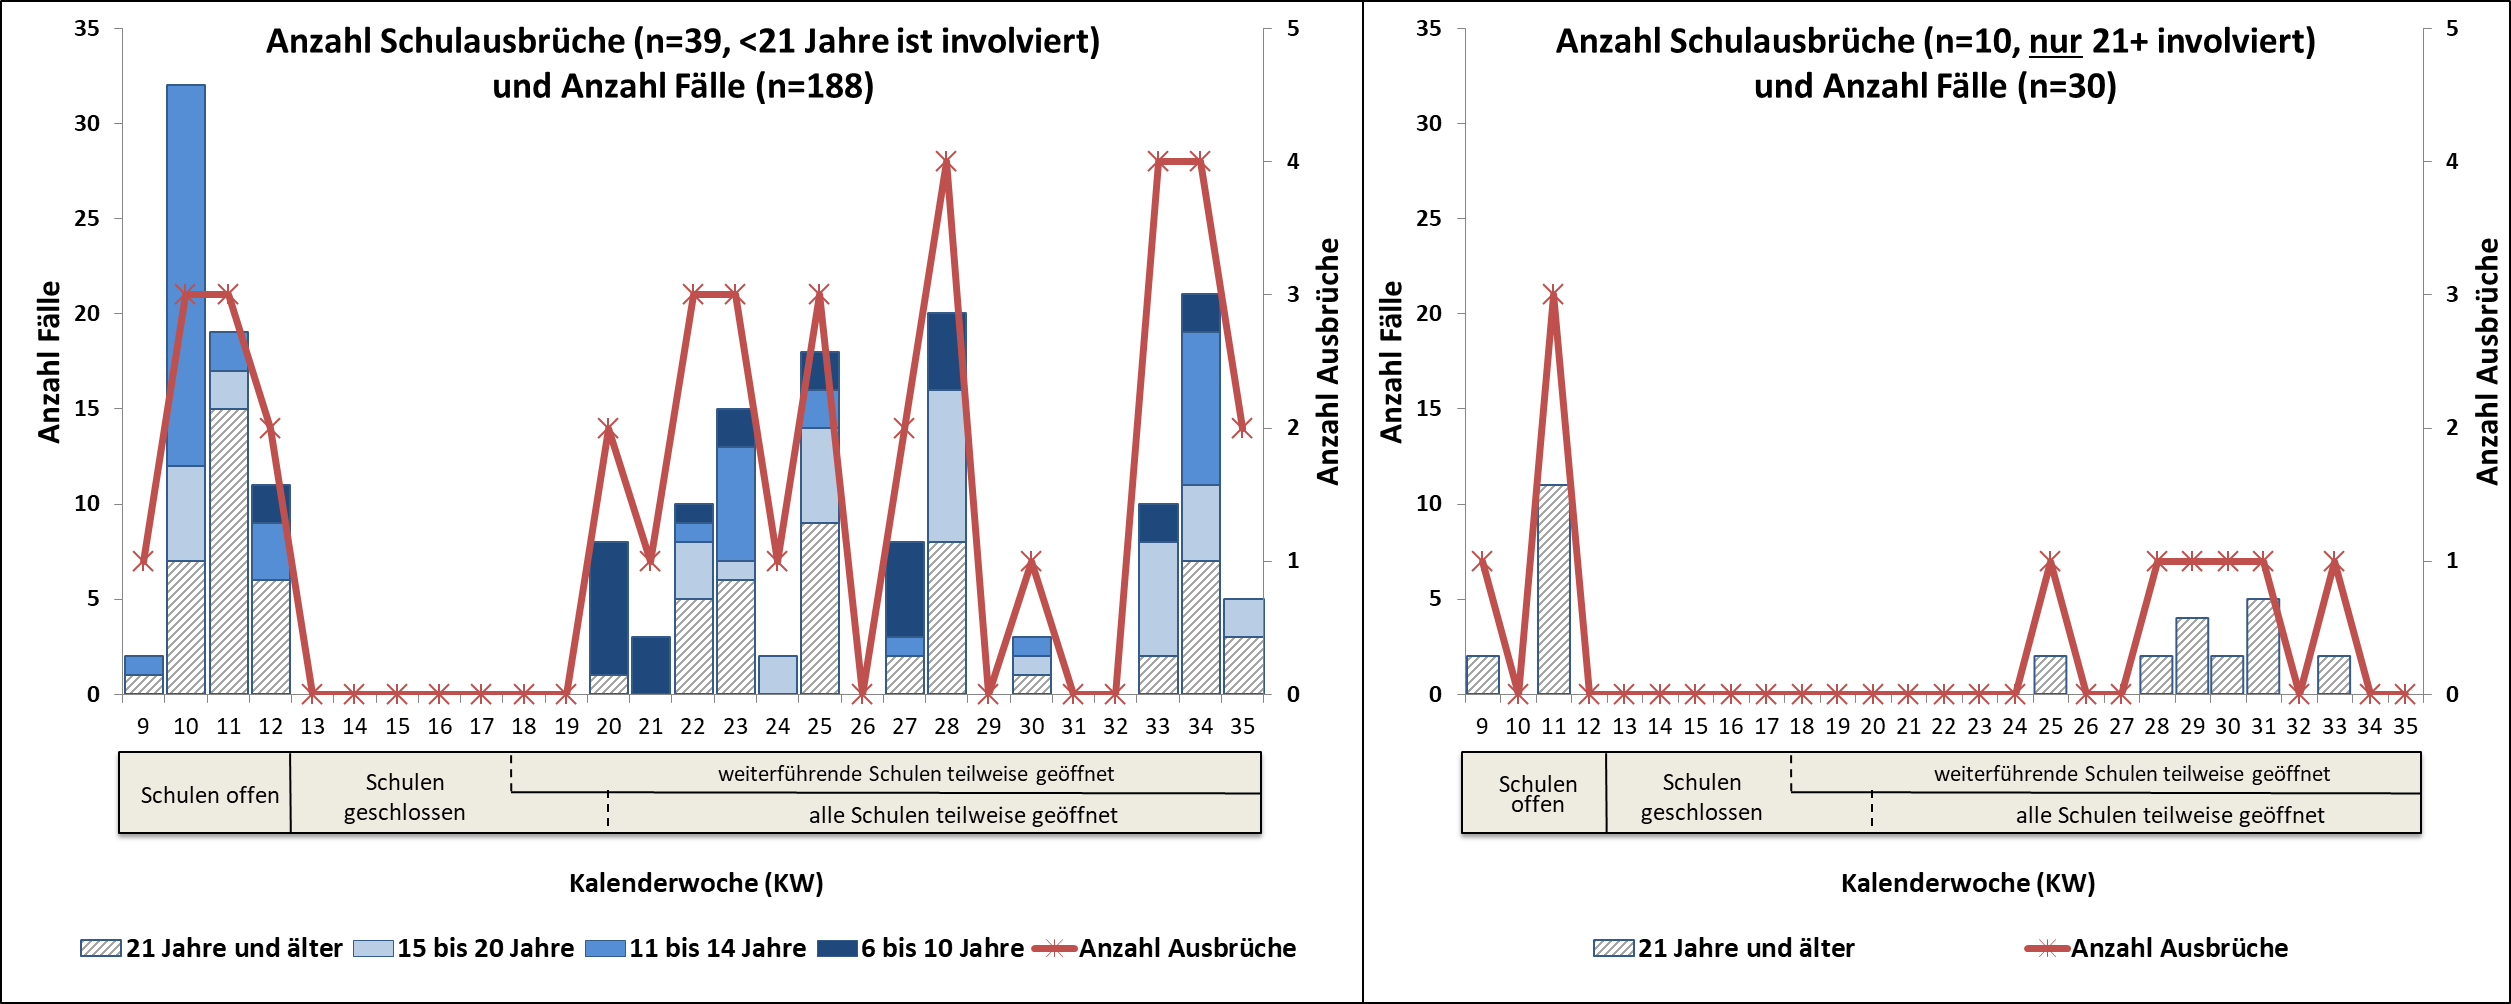 Anzahl Schulausbrüche (n=39, <21 Jahre ist involviert)
und Anzahl Fälle (n=188)
Anzahl Fälle
35
30
25
20
15
10
5
0
5
4
3
2
1
0
Anzahl Ausbrüche
9 10 11 12 13 14 15 16 17 18 19 20 21 22 23 24 25 26 27 28 29 30 31 32 33 34 35
Schulen offen
Schulen
geschlossen
weiterführende Schulen teilweise geöffnet
alle Schulen teilweise geöffnet
Kalenderwoche (KW)
21 Jahre und älter 15 bis 20 Jahre 11 bis 14 Jahre 6 bis 10 Jahre Anzahl Ausbrüche
Anzahl Schulausbrüche (n=10, nur 21+ involviert)
und Anzahl Fälle (n=30)
Anzahl Fälle
35
30
25
20
15
10
5
0
5
4
3
2
1
0
Anzahl Ausbrüche
9 10 11 12 13 14 15 16 17 18 19 20 21 22 23 24 25 26 27 28 29 30 31 32 33 34 35
Schulen
offen
Schulen
geschlossen
weiterführende Schulen teilweise geöffnet
alle Schulen teilweise geöffnet
Kalenderwoche (KW)
21 Jahre und älter Anzahl Ausbrüche